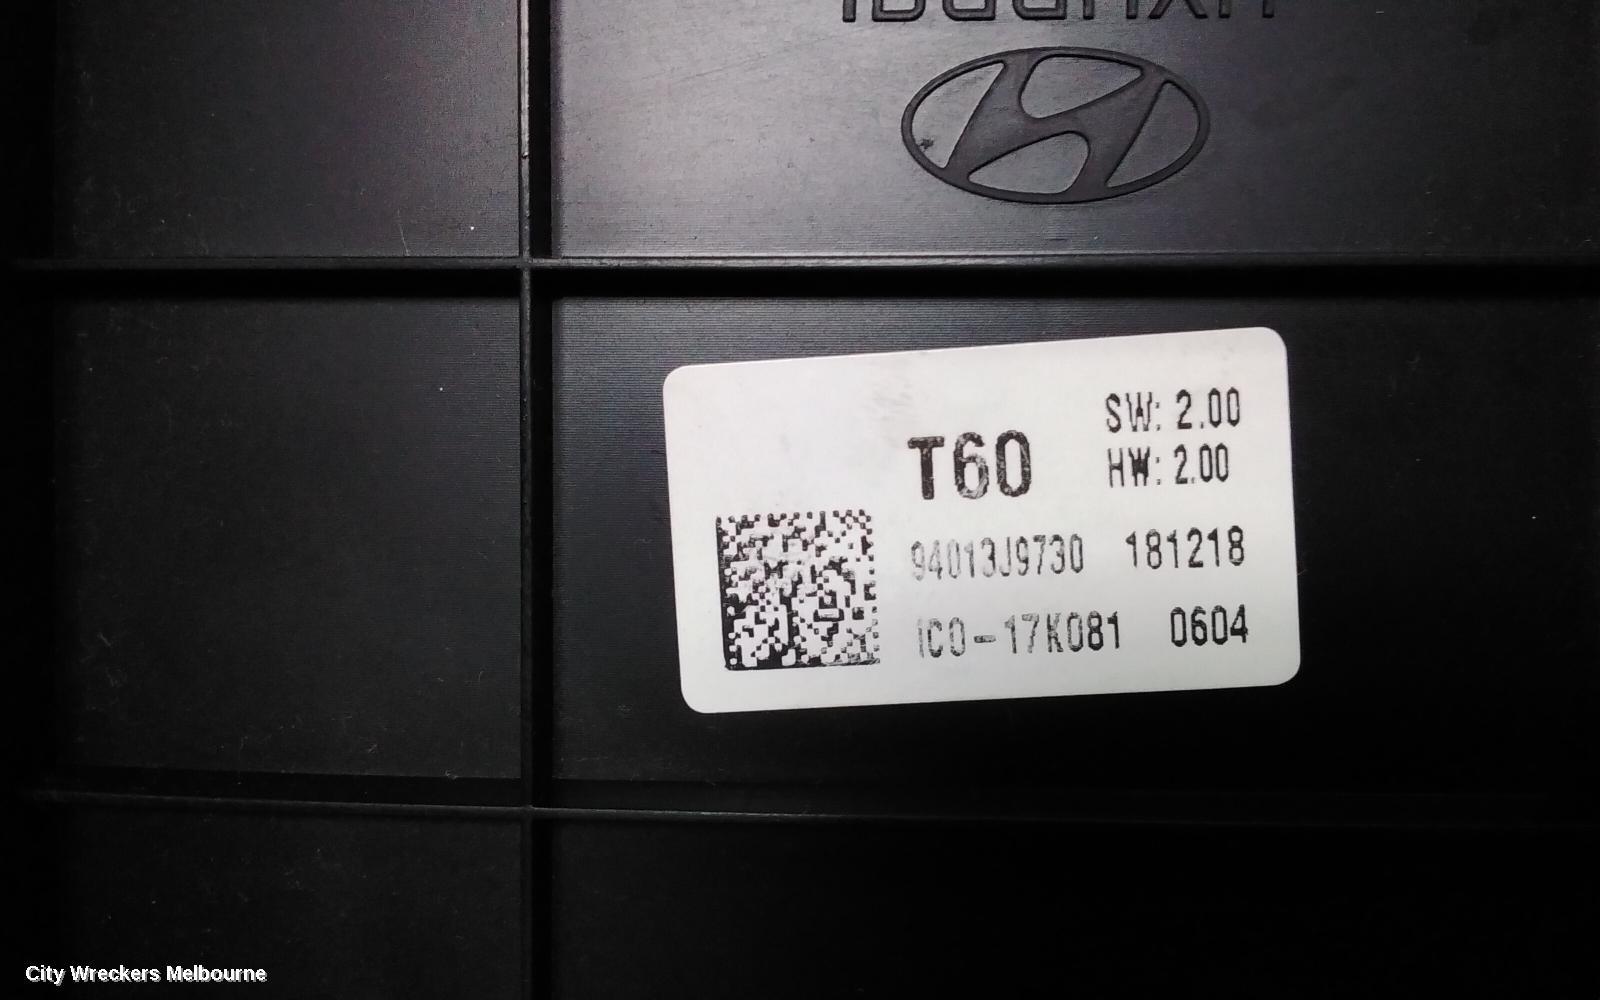 SW: 2.00
T60
HW: 2.00
94013J9730 181218
IC0-17K081 0604
City Wreckers Melbourne